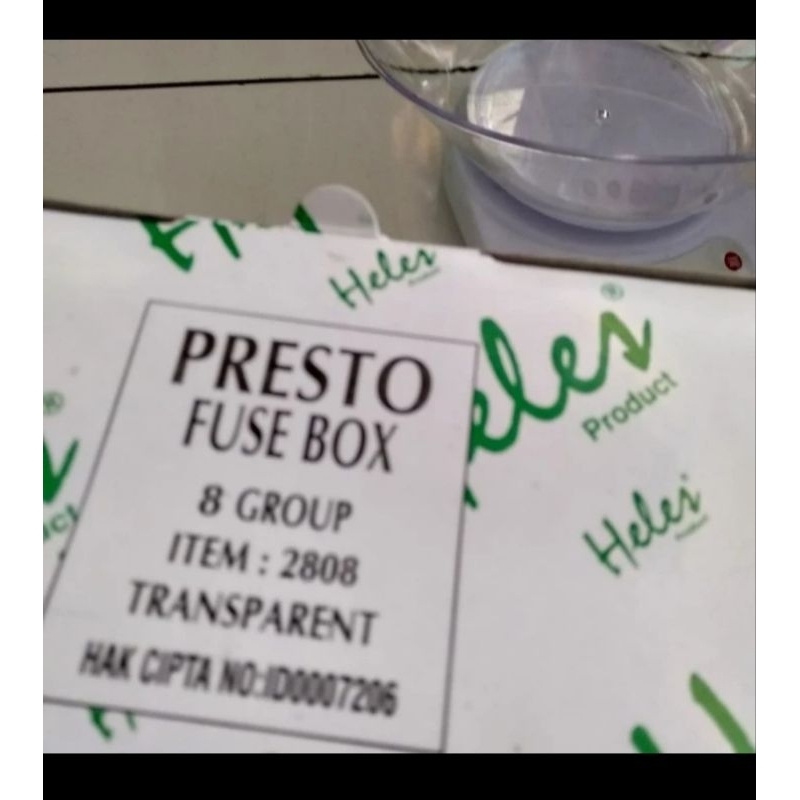 Heles
Heles®
Product
PRESTO
FUSE BOX
8 GROUP
ITEM : 2808
TRANSPARENT
HAK CIPTA NO:ID0007206
Heles